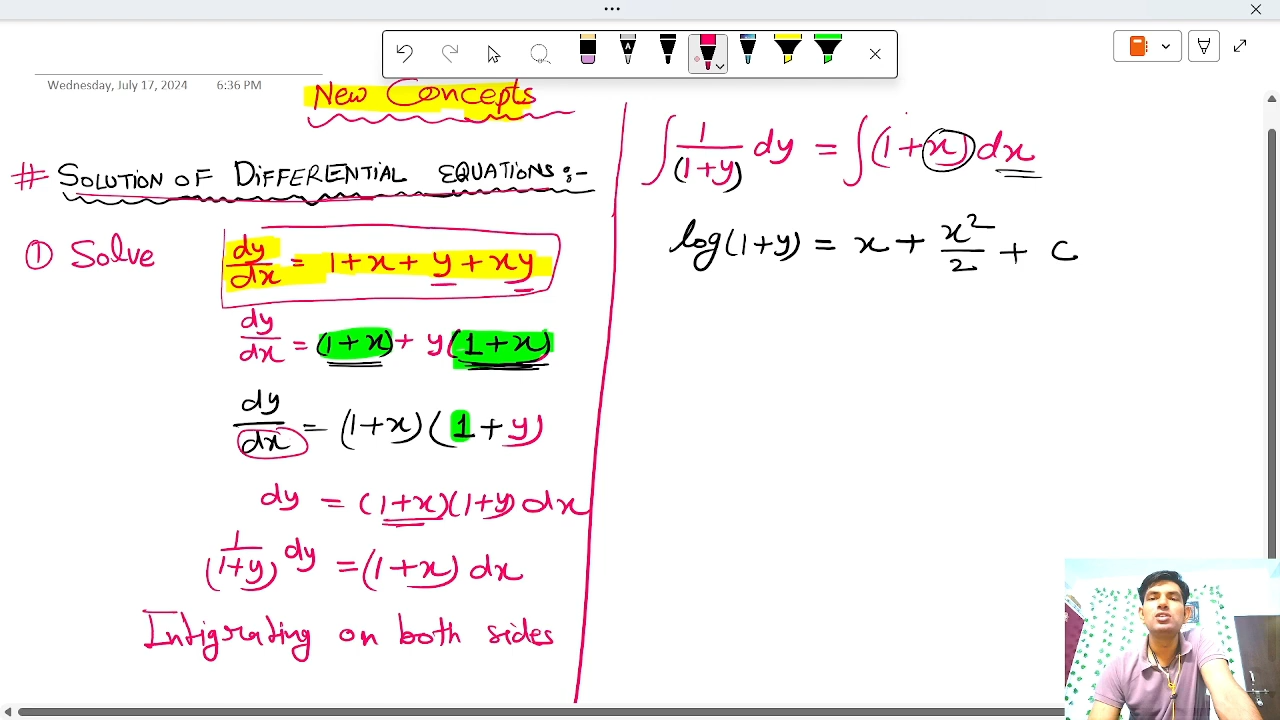 Wednesday, July 17, 2024 6:36 PM
New Concepts
# SOLUTION OF DIFFERENTIAL EQUATIONS :-
① Solve dy/dx = 1+x+y+xy
dy/dx = (1+x)+ y(1+x)
dy/dx = (1+x)(1+y)
dy = (1+x)(1+y) dx
1/(1+y) dy = (1+x) dx
Intigrating on both sides
∫ 1/(1+y) dy = ∫(1+x) dx
log(1+y) = x + x²/2 + c